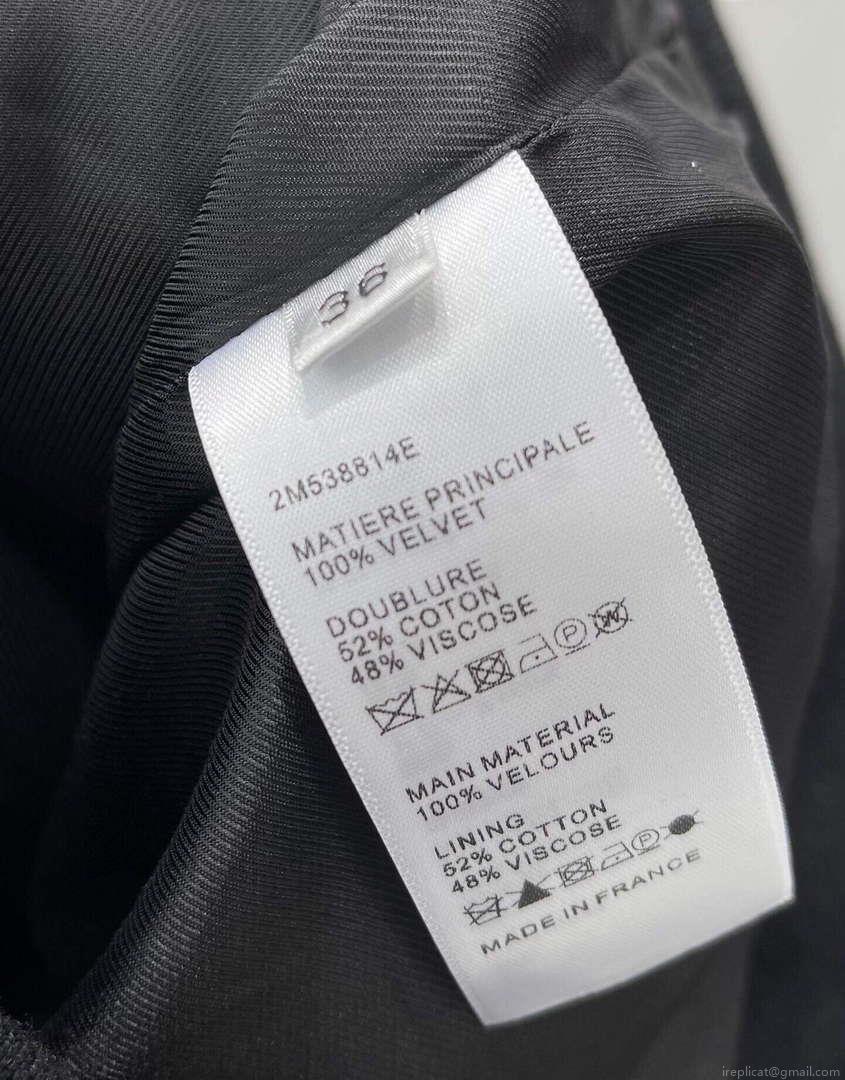 36
2M538814E
MATIERE PRINCIPALE
100% VELVET
DOUBLURE
52% COTON
48% VISCOSE
P W
MAIN MATERIAL
100% VELOURS
LINING
52% COTTON
48% VISCOSE
P
MADE IN FRANCE
ireplicat@gmail.com